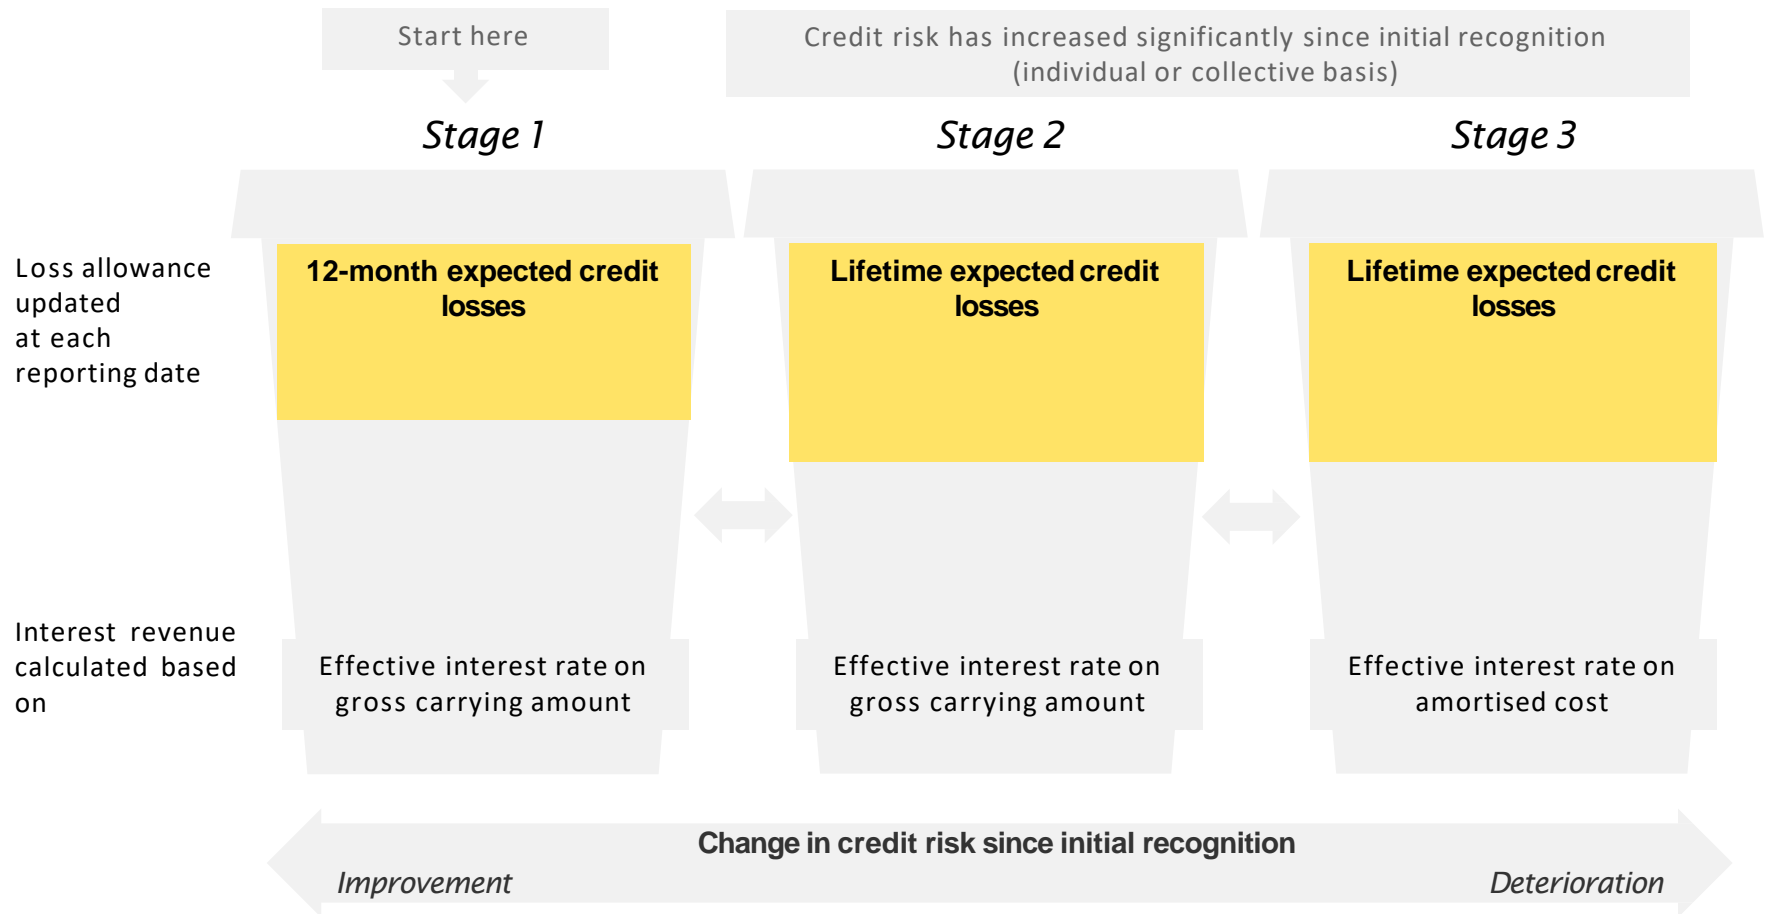 Start here
Credit risk has increased significantly since initial recognition
(individual or collective basis)
Stage 1
Stage 2
Stage 3
Loss allowance
updated
at each
reporting date
12-month expected credit
losses
Lifetime expected credit
losses
Lifetime expected credit
losses
Interest revenue
calculated based
on
Effective interest rate on
gross carrying amount
Effective interest rate on
gross carrying amount
Effective interest rate on
amortised cost
Change in credit risk since initial recognition
Improvement
Deterioration